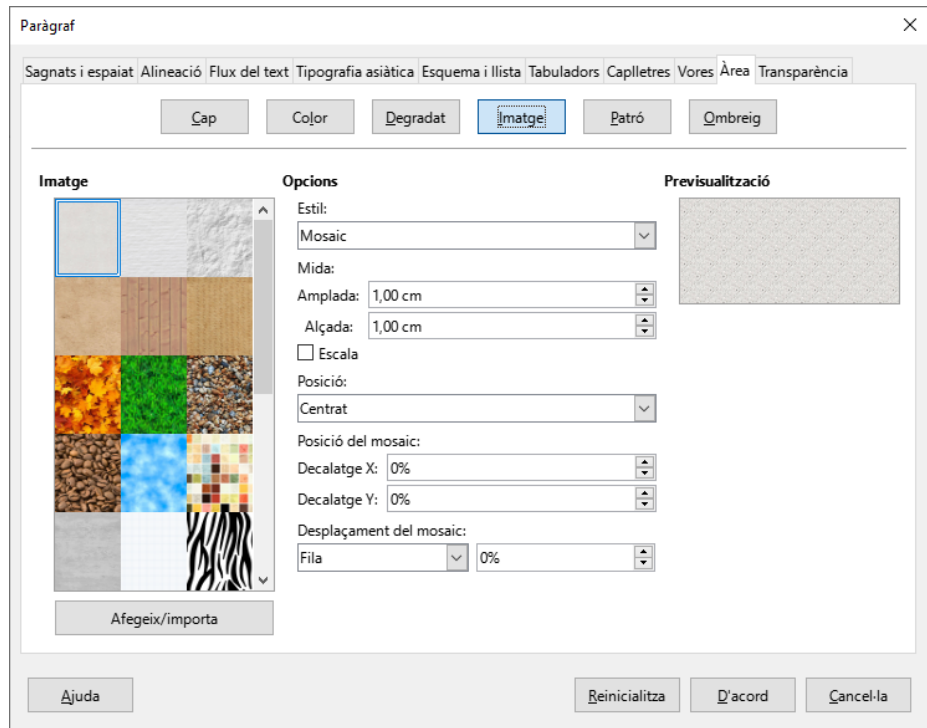 Paràgraf
Sagnats i espaiat Alineació Flux del text Tipografia asiàtica Esquema i llista Tabuladors Caplletres Vores Àrea Transparència
Cap Color Degradat Imatge Patró Ombreig
Imatge
Opcions
Previsualització
Estil:
Mosaic
Mida:
Amplada: 1,00 cm
Alçada: 1,00 cm
Escala
Posició:
Centrat
Posició del mosaic:
Decalatge X: 0%
Decalatge Y: 0%
Desplaçament del mosaic:
Fila 0%
Afegeix/importa
Ajuda Reinicialitza D'acord Cancel·la